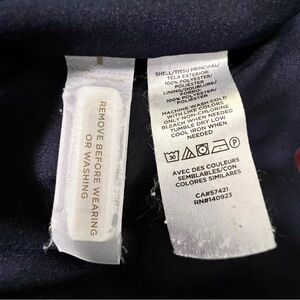 REMOVE BEFORE WEARING
OR WASHING
SHELL/TISSU PRINCIPAL/
TELA EXTERIOR:
100% POLYESTER/
POLIÉSTER
LINING/DOUBLURE/
FORRO:
100% POLYESTER/
POLIÉSTER
MACHINE WASH COLD
WITH LIKE COLORS
ONLY NON-CHLORINE
BLEACH WHEN NEEDED
TUMBLE DRY LOW
COOL IRON WHEN
NEEDED
AVEC DES COULEURS
SEMBLABLES/CON
COLORES SIMILARES
CA#57421
RN#140923